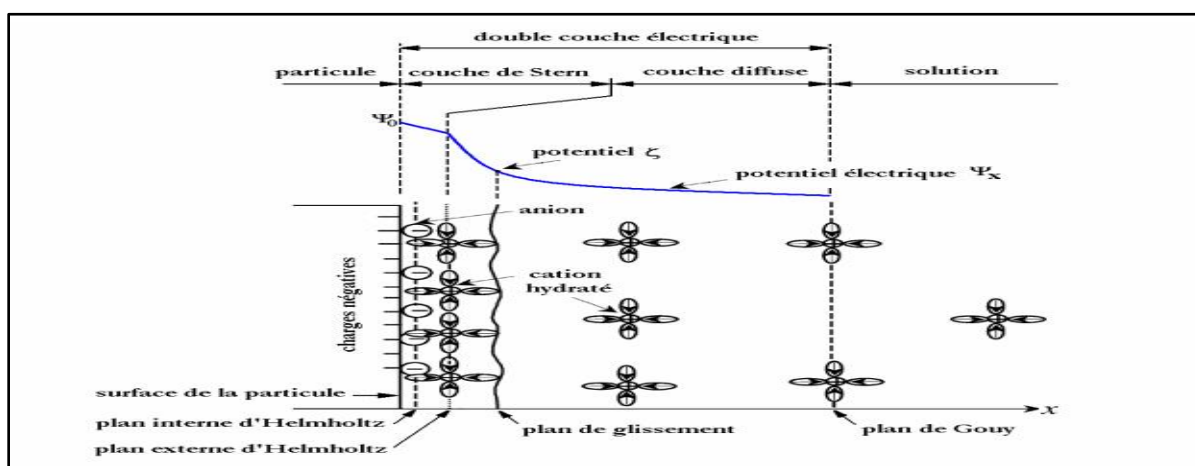 double couche électrique
particule couche de Stern couche diffuse solution
Ψ₀
potentiel ζ
potentiel électrique Ψₓ
anion
cation
hydraté
charges négatives
surface de la particule
plan interne d'Helmholtz
plan externe d'Helmholtz
plan de glissement
plan de Gouy
x